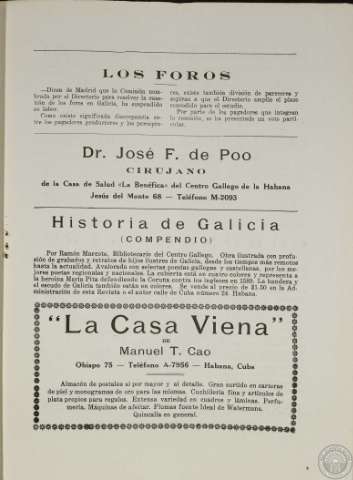 LOS FOROS
—Dicen de Madrid que la Comisión nom-
brada por el Directorio para resolver la cues-
tión de los foros en Galicia, ha suspendido
su labor.
Como existe significada discrepancia en-
tre los pagadores productores y los percep-
res, existe también división de pareceres y
aspiran a que el Directorio amplíe el plazo
concedido para el estudio.
Por parte de los pagadores que integran
la comisión, se ha presentado un voto parti-
cular.
Dr. José F. de Poo
CIRUJANO
de la Casa de Salud «La Benéfica» del Centro Gallego de la Habana
Jesús del Monte 68 — Teléfono M-2093
Historia de Galicia
(COMPENDIO)
Por Ramón Marcote, Bibliotecario del Centro Gallego. Obra ilustrada con profu-
sión de grabados y retratos de hijos ilustres de Galicia, desde los tiempos más remotos
hasta la actualidad. Avalorado con selectas poesías gallegas y castellanas, por los me-
jores poetas regionales y nacionales. La cubierta está en cuatro colores y representa a
la heroína María Pita defendiendo la Coruña contra los ingleses en 1589. La bandera y
el escudo de Galicia también están en colores. Se vende al precio de $1.50 en la Ad-
ministración de esta Revista o el autor calle de Cuba número 24 Habana.
"La Casa Viena"
DE
Manuel T. Cao
Obispo 75 — Teléfono A-7956 — Habana, Cuba
Almacén de postales al por mayor y al detalle. Gran surtido en carteras
de piel y monogramas de oro para las mismas. Cuchillería fina y artículos de
plata propios para regalos. Extensa variedad en cuadros y láminas. Perfu-
mería. Máquinas de afeitar. Plumas fuente Ideal de Waterman.
Quincalla en general.